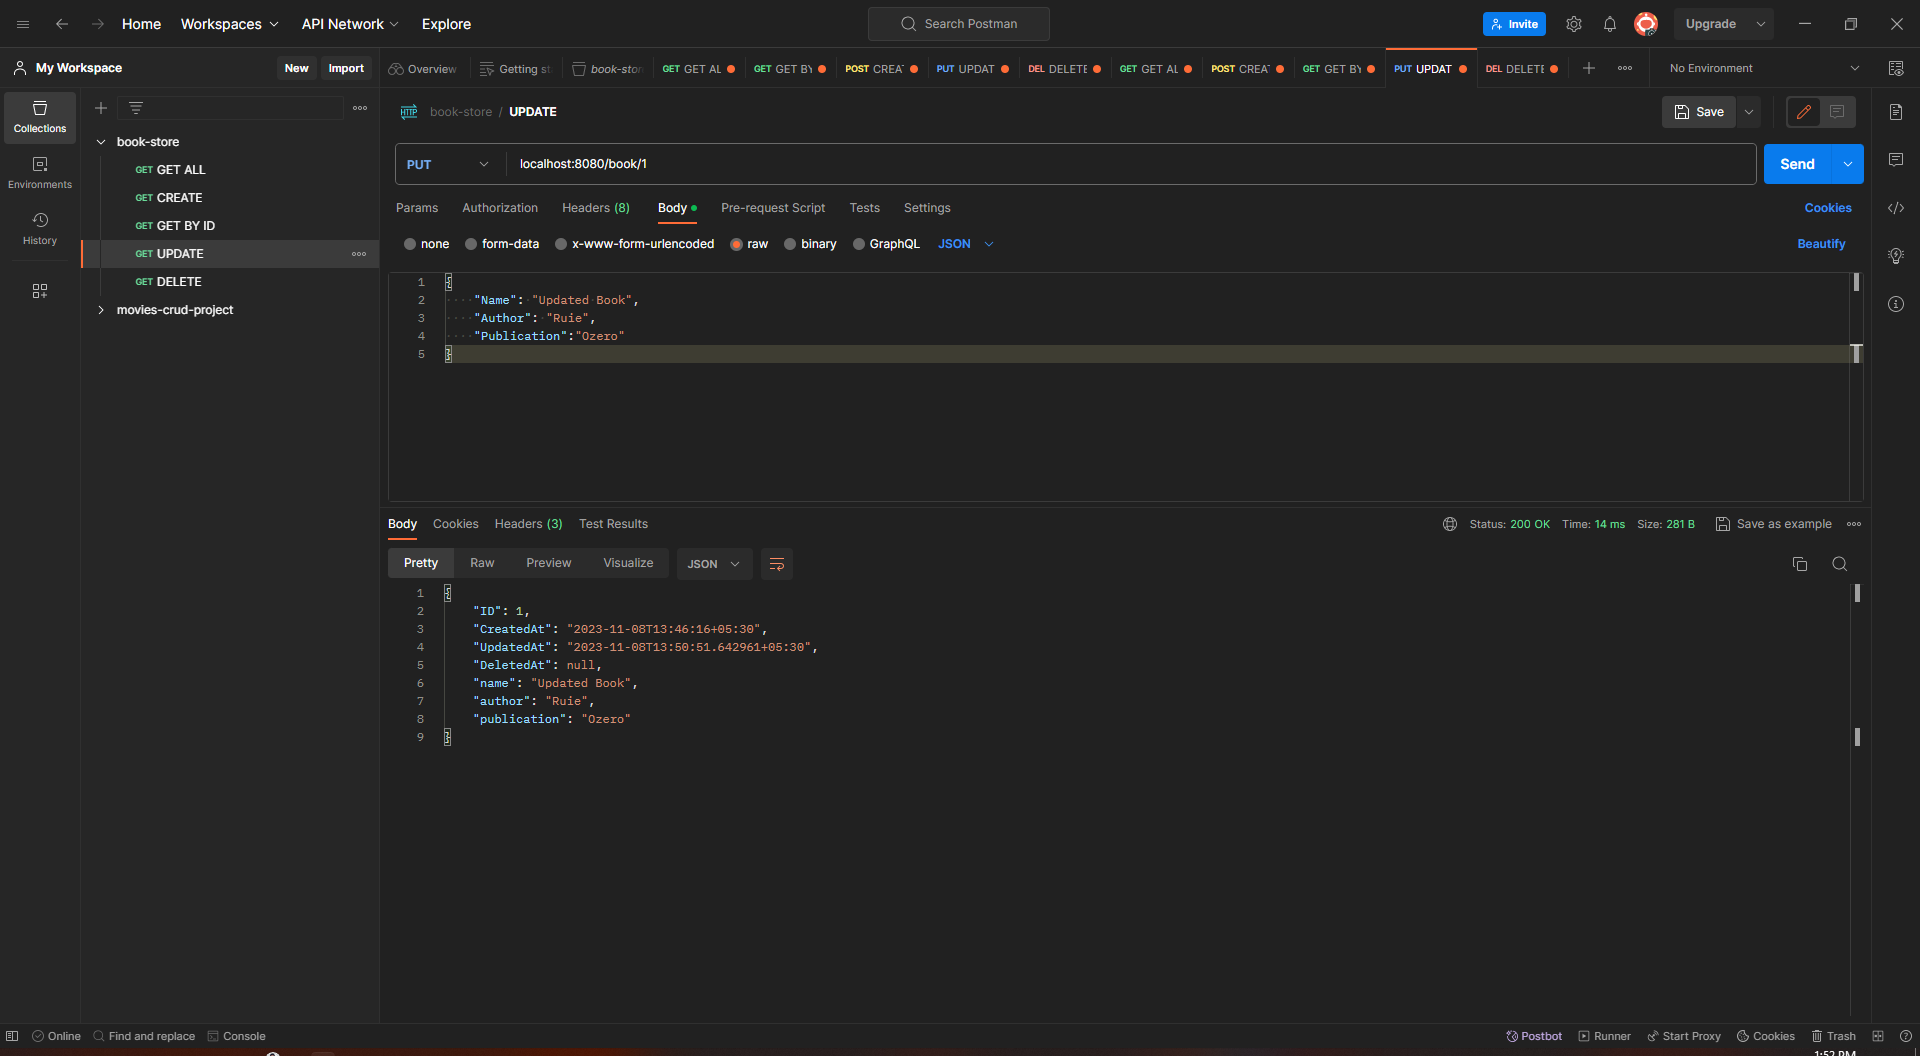 Home Workspaces API Network Explore Search Postman Invite Upgrade
My Workspace New Import Overview Getting st book-stor GET GET AL GET GET BY POST CREA PUT UPDAT DEL DELETE GET GET AL POST CREA GET GET BY PUT UPDAT DEL DELETE No Environment
Collections
Environments
History
book-store
GET GET ALL
GET CREATE
GET GET BY ID
GET UPDATE
GET DELETE
movies-crud-project
HTTP book-store / UPDATE Save
PUT localhost:8080/book/1 Send
Params Authorization Headers (8) Body Pre-request Script Tests Settings Cookies
none form-data x-www-form-urlencoded raw binary GraphQL JSON Beautify
1 {
2 "Name": "Updated Book",
3 "Author": "Ruie",
4 "Publication":"Ozero"
5 }
Body Cookies Headers (3) Test Results Status: 200 OK Time: 14 ms Size: 281 B Save as example
Pretty Raw Preview Visualize JSON
1 {
2 "ID": 1,
3 "CreatedAt": "2023-11-08T13:46:16+05:30",
4 "UpdatedAt": "2023-11-08T13:50:51.642961+05:30",
5 "DeletedAt": null,
6 "name": "Updated Book",
7 "author": "Ruie",
8 "publication": "Ozero"
9 }
Online Find and replace Console Postbot Runner Start Proxy Cookies Trash
1:52 PM